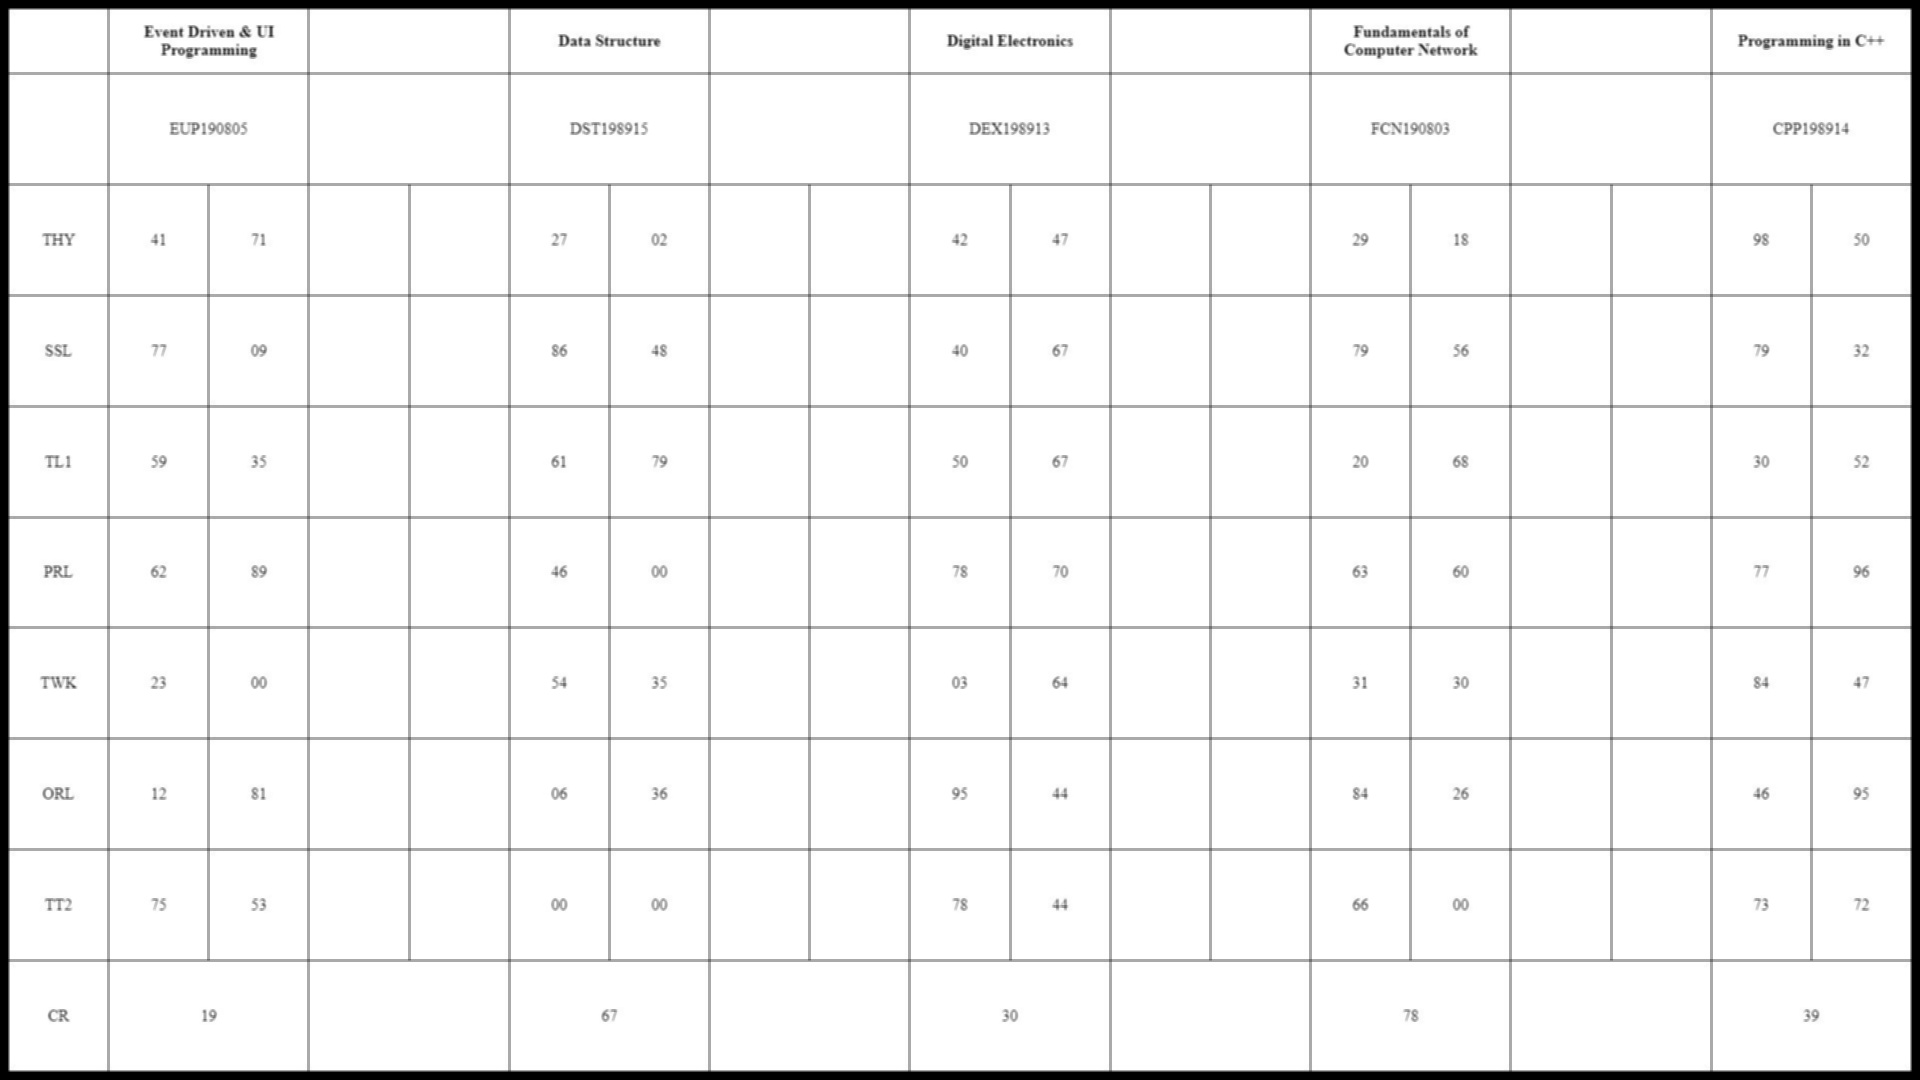 Event Driven & UI
Programming
Data Structure
Digital Electronics
Fundamentals of
Computer Network
Programming in C++
EUP190805 DST198915 DEX198913 FCN190803 CPP198914
THY 41 71 27 02 42 47 29 18 98 50
SSL 77 09 86 48 40 67 79 56 79 32
TL1 59 35 61 79 50 67 20 68 30 52
PRL 62 89 46 00 78 70 63 60 77 96
TWK 23 00 54 35 03 64 31 30 84 47
ORL 12 81 06 36 95 44 84 26 46 95
TT2 75 53 00 00 78 44 66 00 73 72
CR 19 67 30 78 39